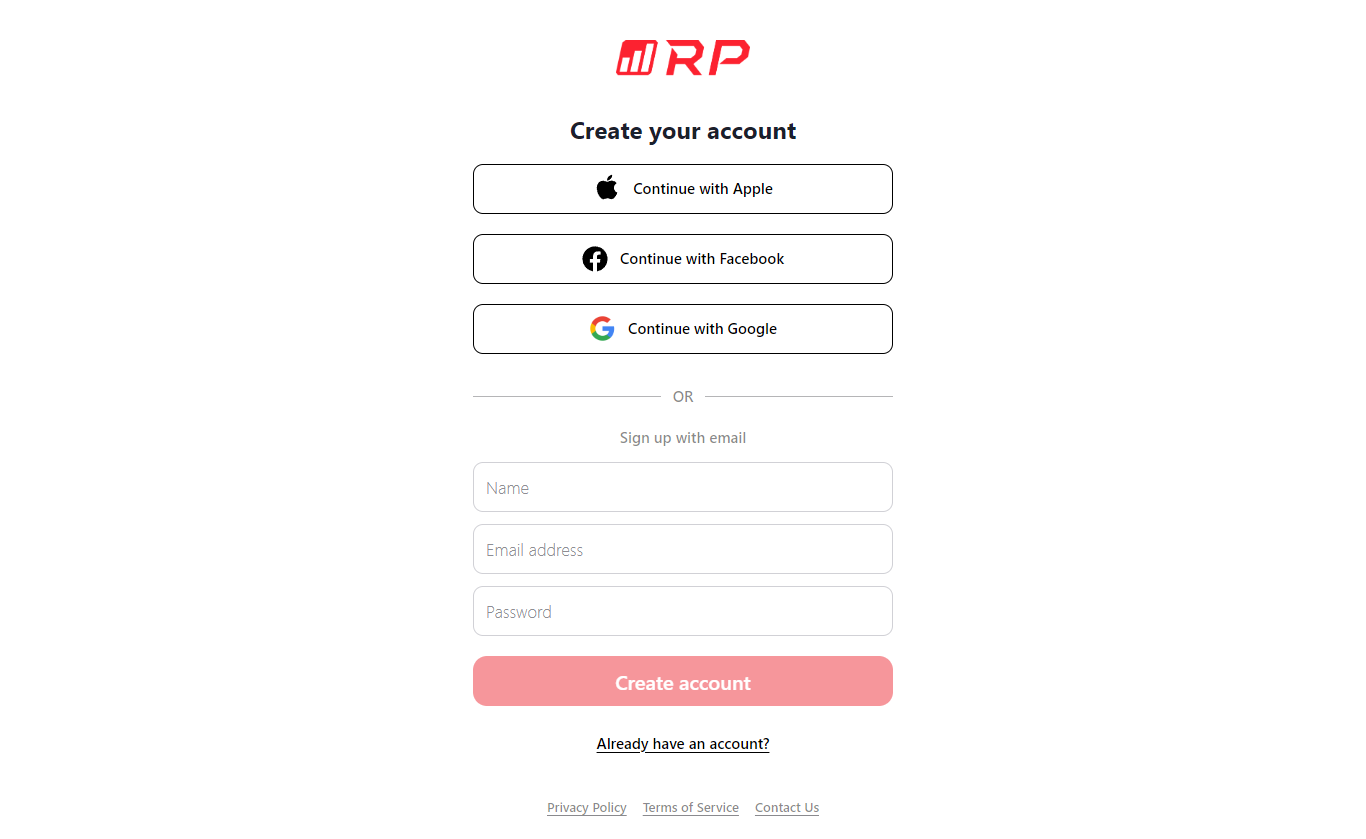 RP
Create your account
Continue with Apple
Continue with Facebook
Continue with Google
OR
Sign up with email
Name
Email address
Password
Create account
Already have an account?
Privacy Policy Terms of Service Contact Us